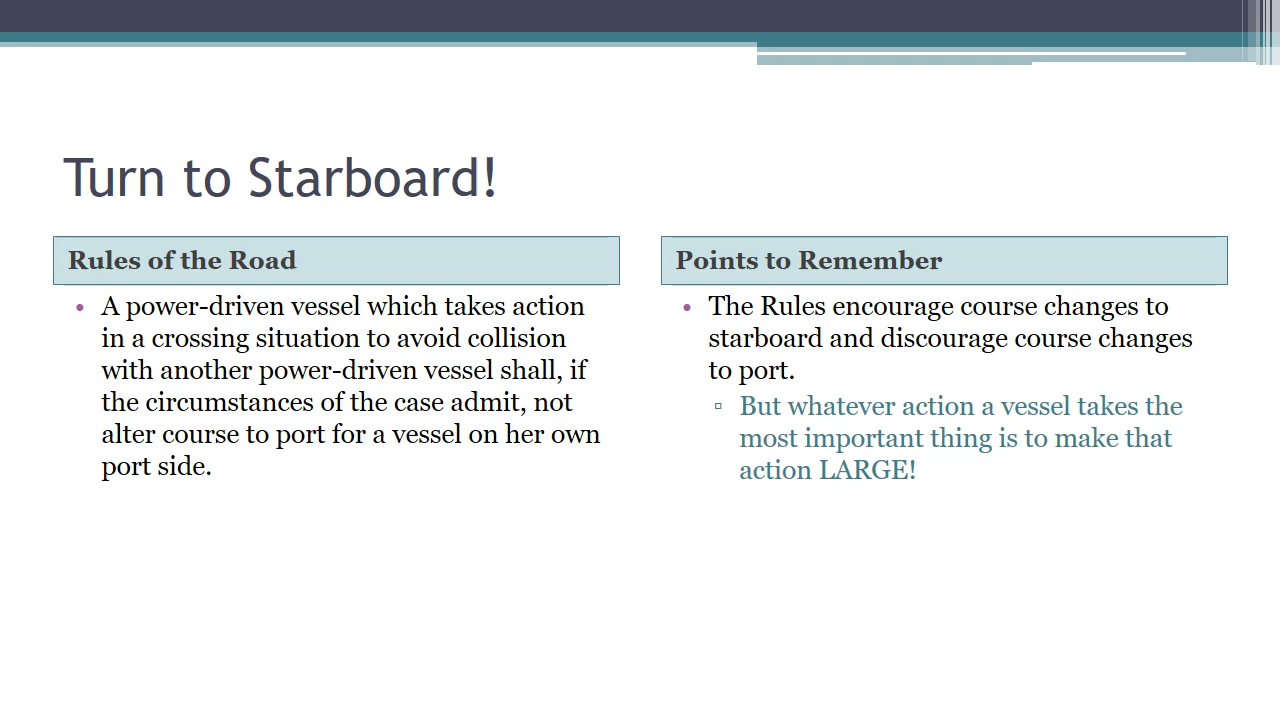 Turn to Starboard!
Rules of the Road
• A power-driven vessel which takes action
in a crossing situation to avoid collision
with another power-driven vessel shall, if
the circumstances of the case admit, not
alter course to port for a vessel on her own
port side.
Points to Remember
• The Rules encourage course changes to
starboard and discourage course changes
to port.
▫ But whatever action a vessel takes the
most important thing is to make that
action LARGE!